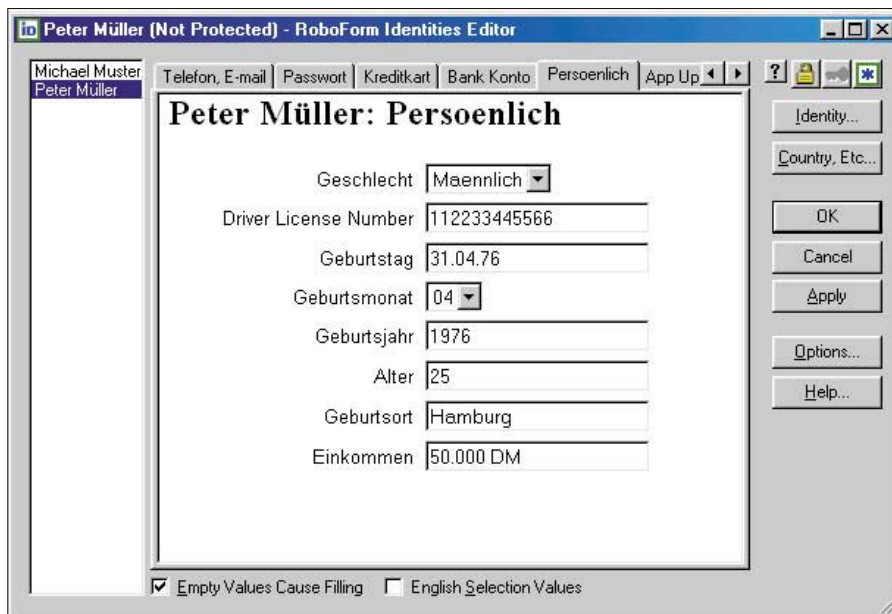 iD Peter Müller (Not Protected) - RoboForm Identities Editor
Michael Muster
Peter Müller
Telefon, E-mail Passwort Kreditkart Bank Konto Persoenlich App Up
?
Peter Müller: Persoenlich
Geschlecht Maennlich
Driver License Number 112233445566
Geburtstag 31.04.76
Geburtsmonat 04
Geburtsjahr 1976
Alter 25
Geburtsort Hamburg
Einkommen 50.000 DM
Identity...
Country, Etc...
OK
Cancel
Apply
Options...
Help...
Empty Values Cause Filling English Selection Values